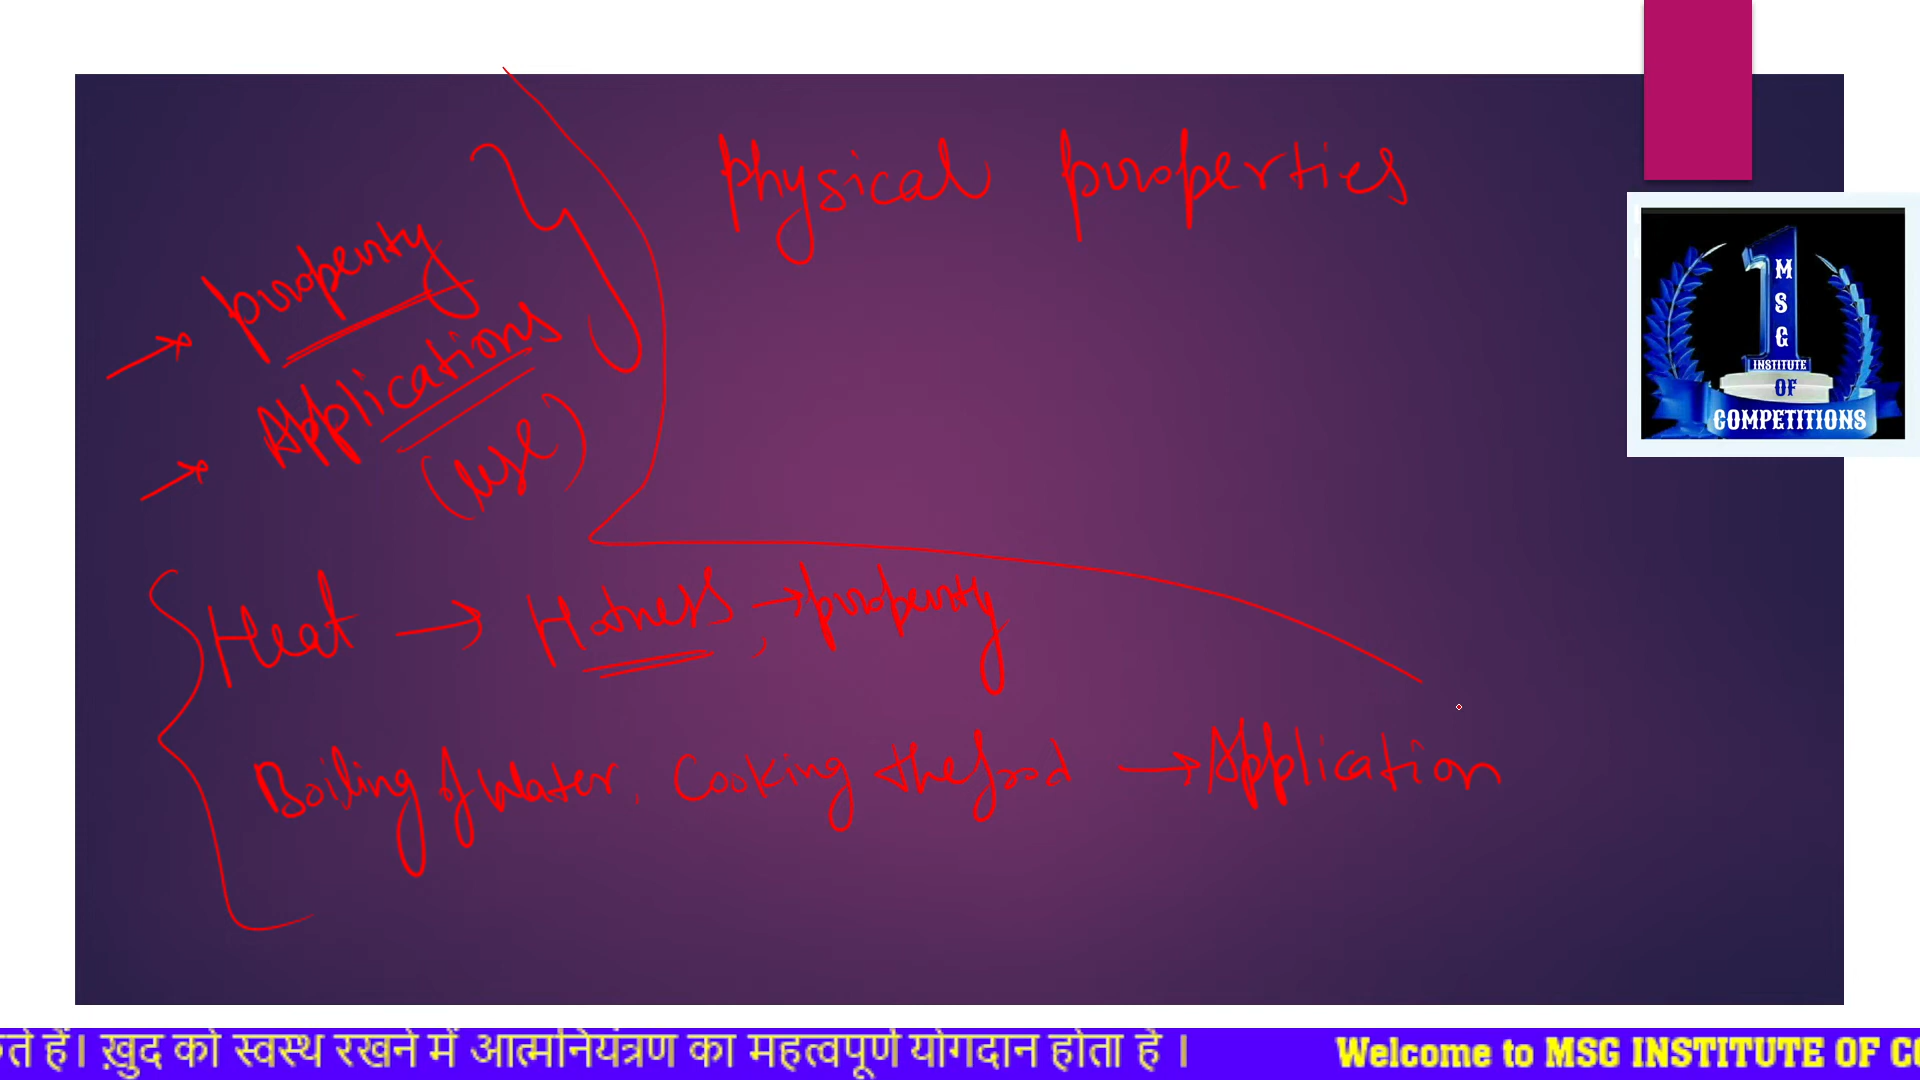 Physical properties
→ property
→ Applications
(use)
Heat → Hotness, → property
Boiling of Water, Cooking the food → Application
M
S
G
1
INSTITUTE
OF
COMPETITIONS
हैं। ख़ुद को स्वस्थ रखने में आत्मनियंत्रण का महत्वपूर्ण योगदान होता है । Welcome to MSG INSTITUTE OF